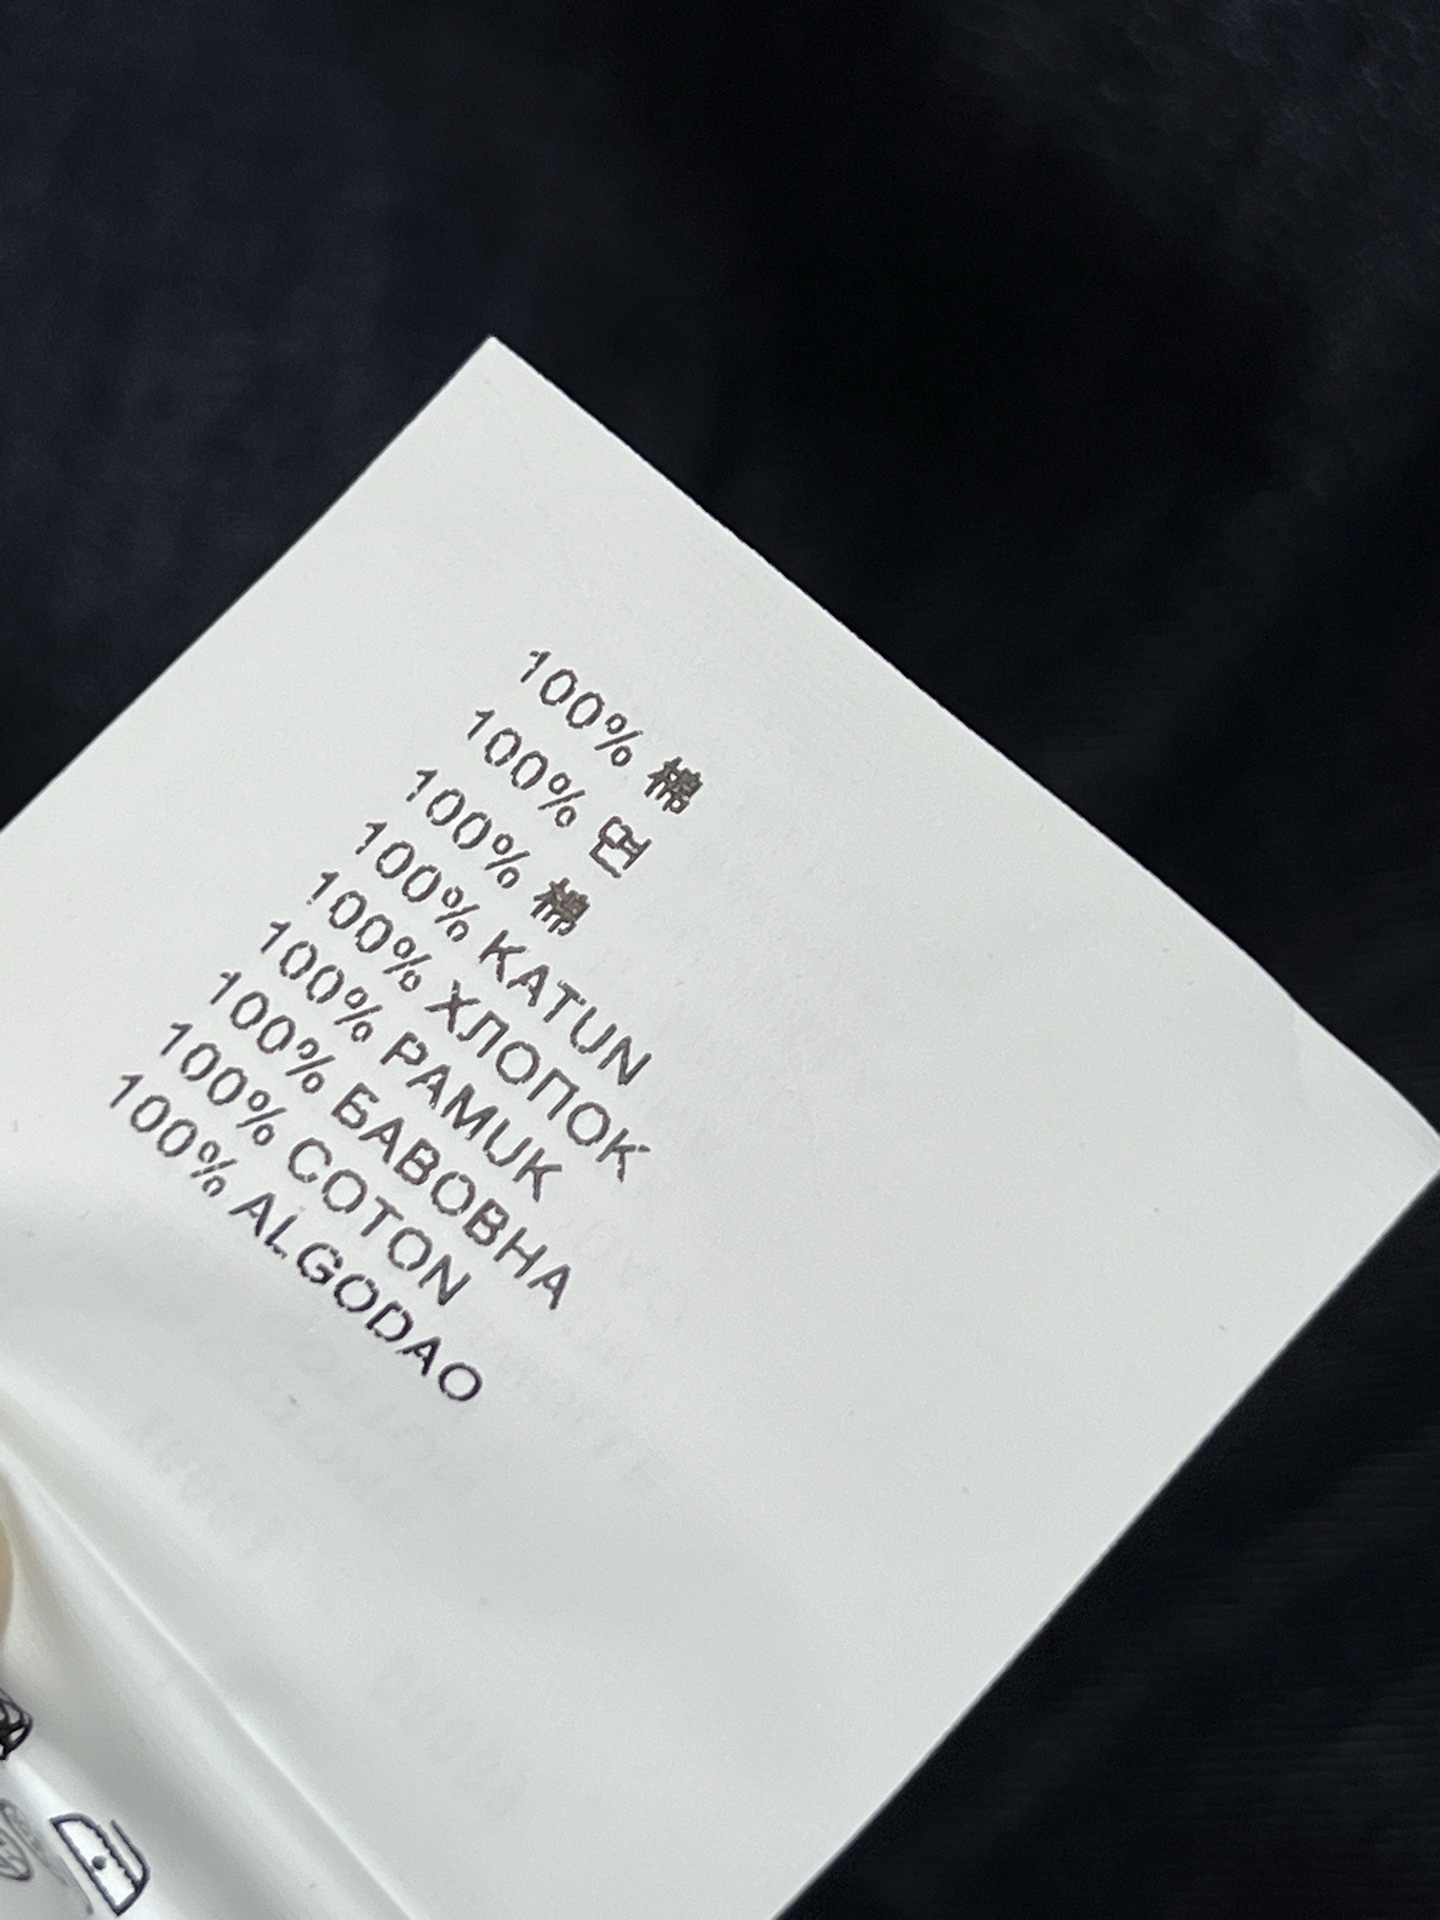 100% 棉
100% 면
100% 棉
100% KATUN
100% ХЛОПОК
100% PAMUK
100% БАВОВНА
100% COTON
100% ALGODAO